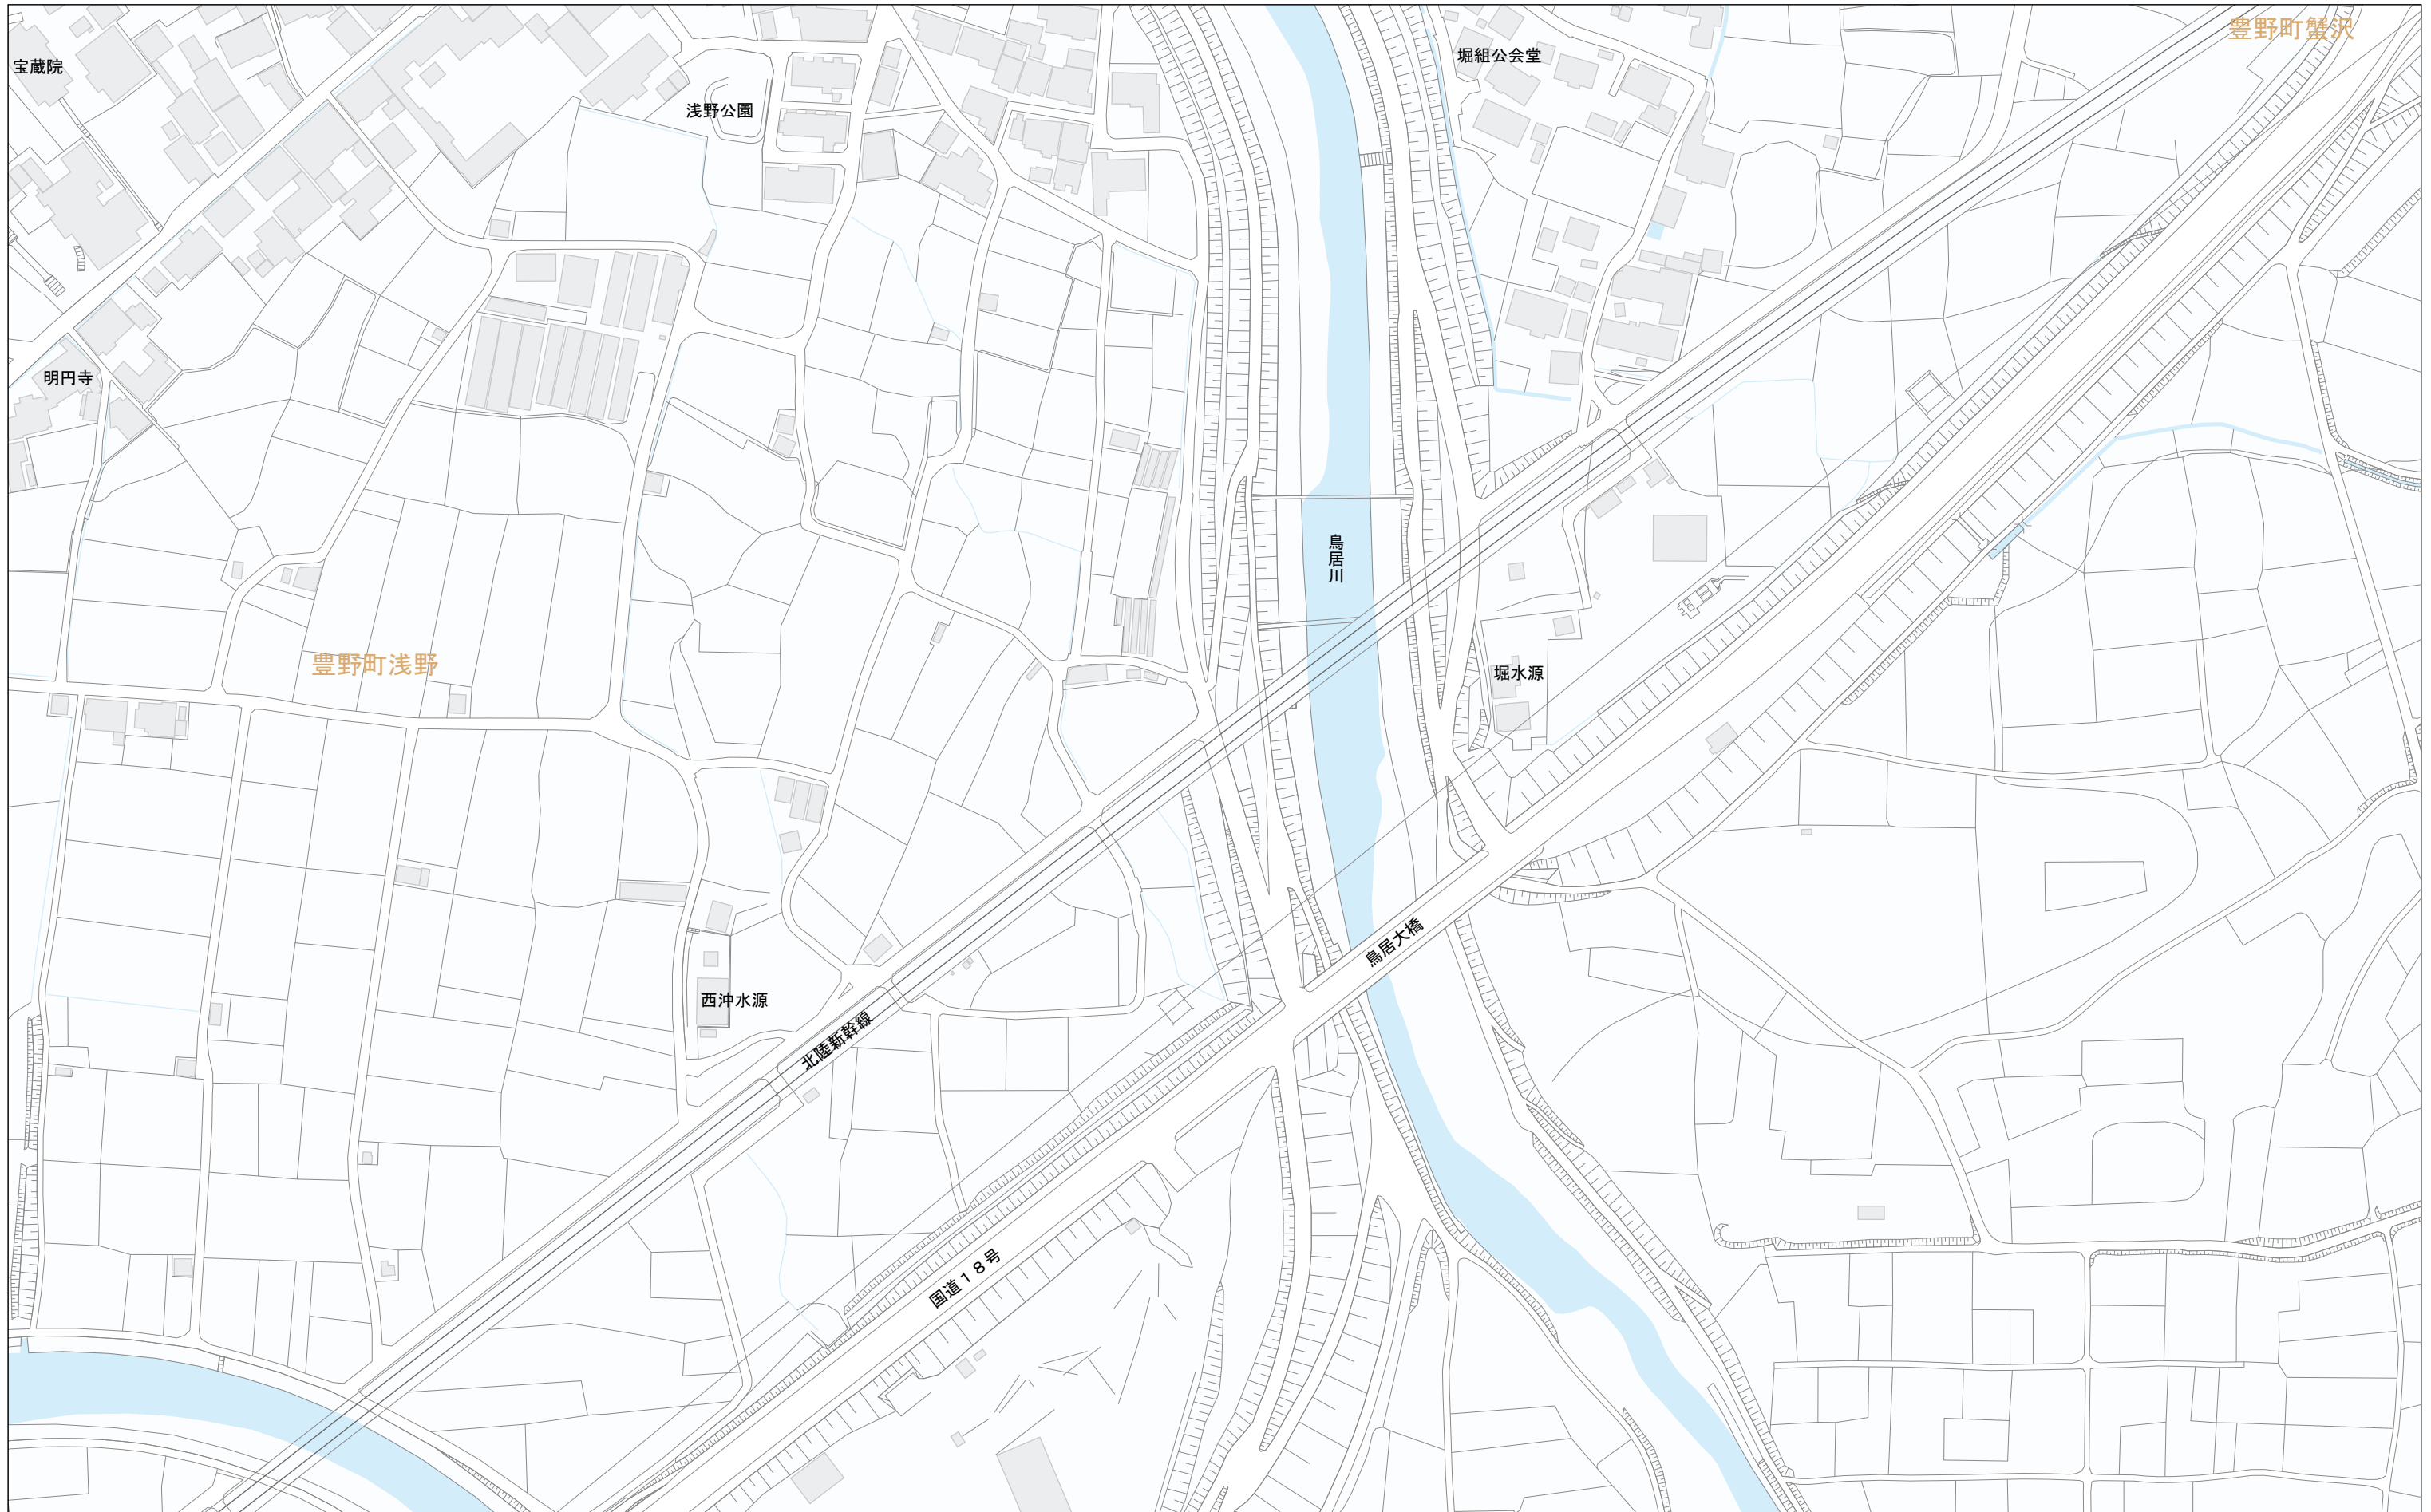 豊野町蟹沢
宝蔵院
堀組公会堂
浅野公園
明円寺
鳥居川
豊野町浅野
堀水源
鳥居大橋
西沖水源
北陸新幹線
国道18号